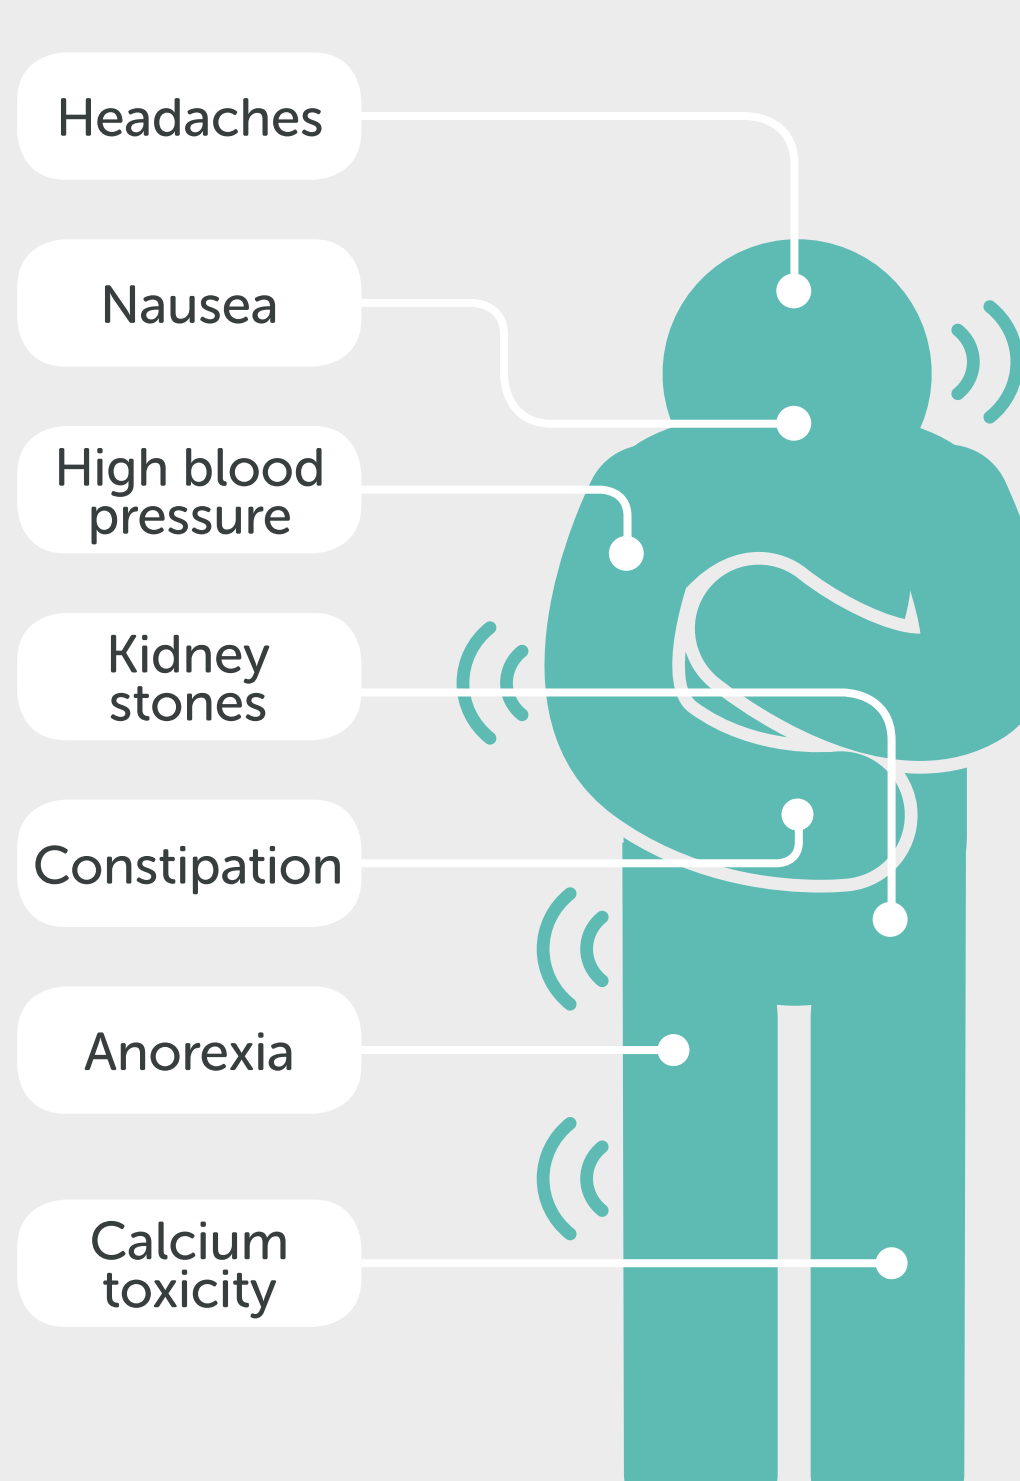 Headaches
Nausea
High blood
pressure
Kidney
stones
Constipation
Anorexia
Calcium
toxicity